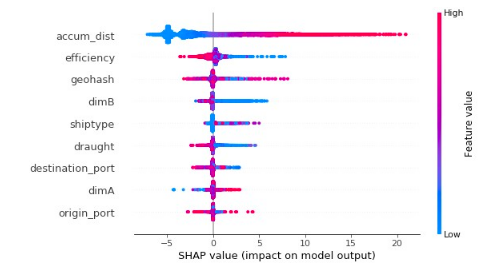 High
accum_dist
efficiency
geohash
dimB
shiptype
draught
destination_port
dimA
origin_port
Feature value
Low
−5 0 5 10 15 20
SHAP value (impact on model output)